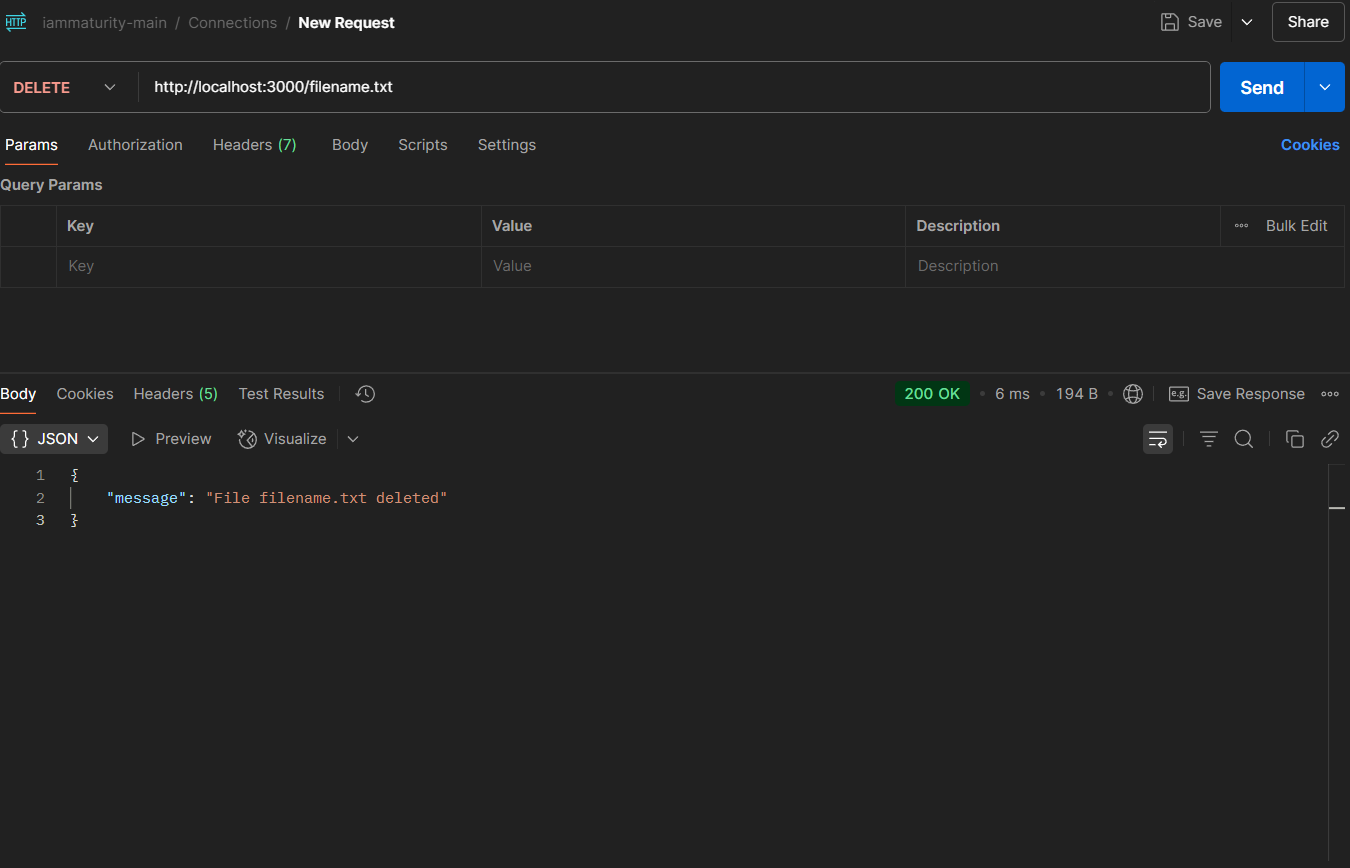 HTTP iammaturity-main / Connections / New Request Save Share
DELETE http://localhost:3000/filename.txt Send
Params Authorization Headers (7) Body Scripts Settings Cookies
Query Params
Key Value Description Bulk Edit
Key Value Description
Body Cookies Headers (5) Test Results 200 OK • 6 ms • 194 B • e.g. Save Response
{} JSON Preview Visualize
1 {
2 "message": "File filename.txt deleted"
3 }